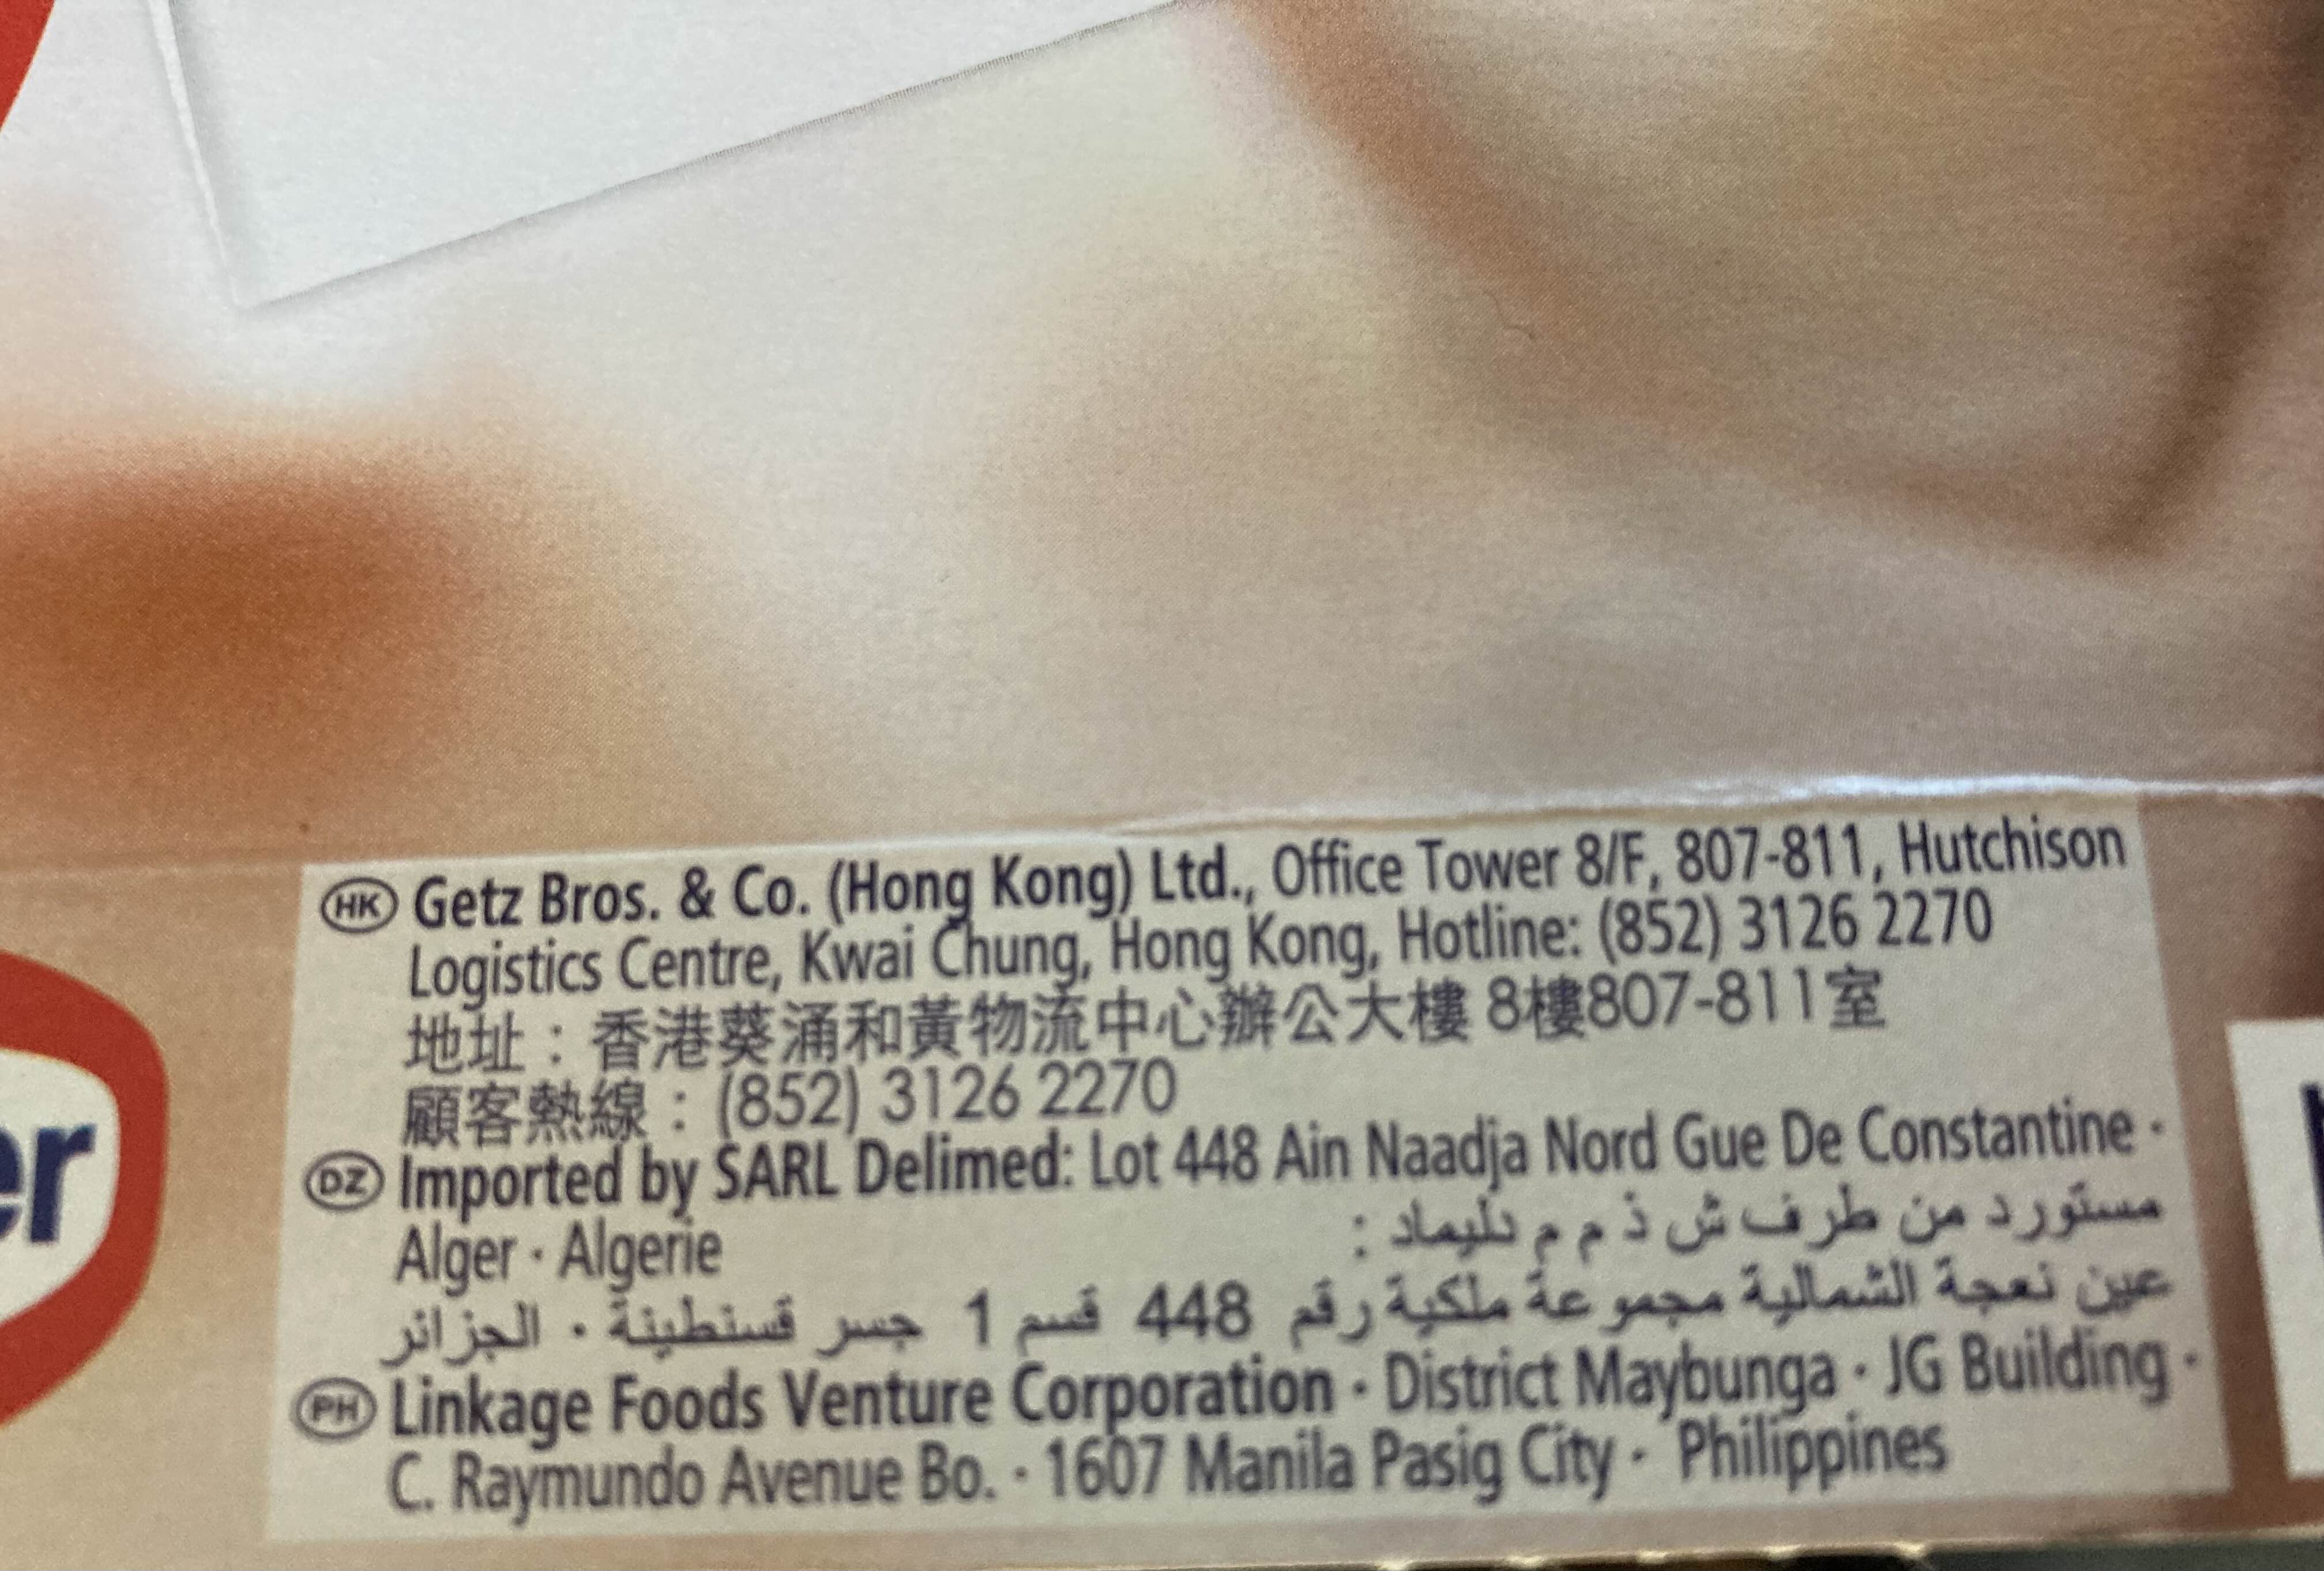 HK Getz Bros. & Co. (Hong Kong) Ltd., Office Tower 8/F, 807-811, Hutchison
Logistics Centre, Kwai Chung, Hong Kong, Hotline: (852) 3126 2270
地址：香港葵涌和黃物流中心辦公大樓 8樓807-811室
顧客熱線：(852) 3126 2270
DZ Imported by SARL Delimed: Lot 448 Ain Naadja Nord Gue De Constantine ·
Alger · Algerie
مستورد من طرف ش ذ م م دليماد :
عين نعجة الشمالية مجموعة ملكية رقم 448 قسم 1 جسر قسنطينة · الجزائر
PH Linkage Foods Venture Corporation · District Maybunga · JG Building ·
C. Raymundo Avenue Bo. · 1607 Manila Pasig City · Philippines
er